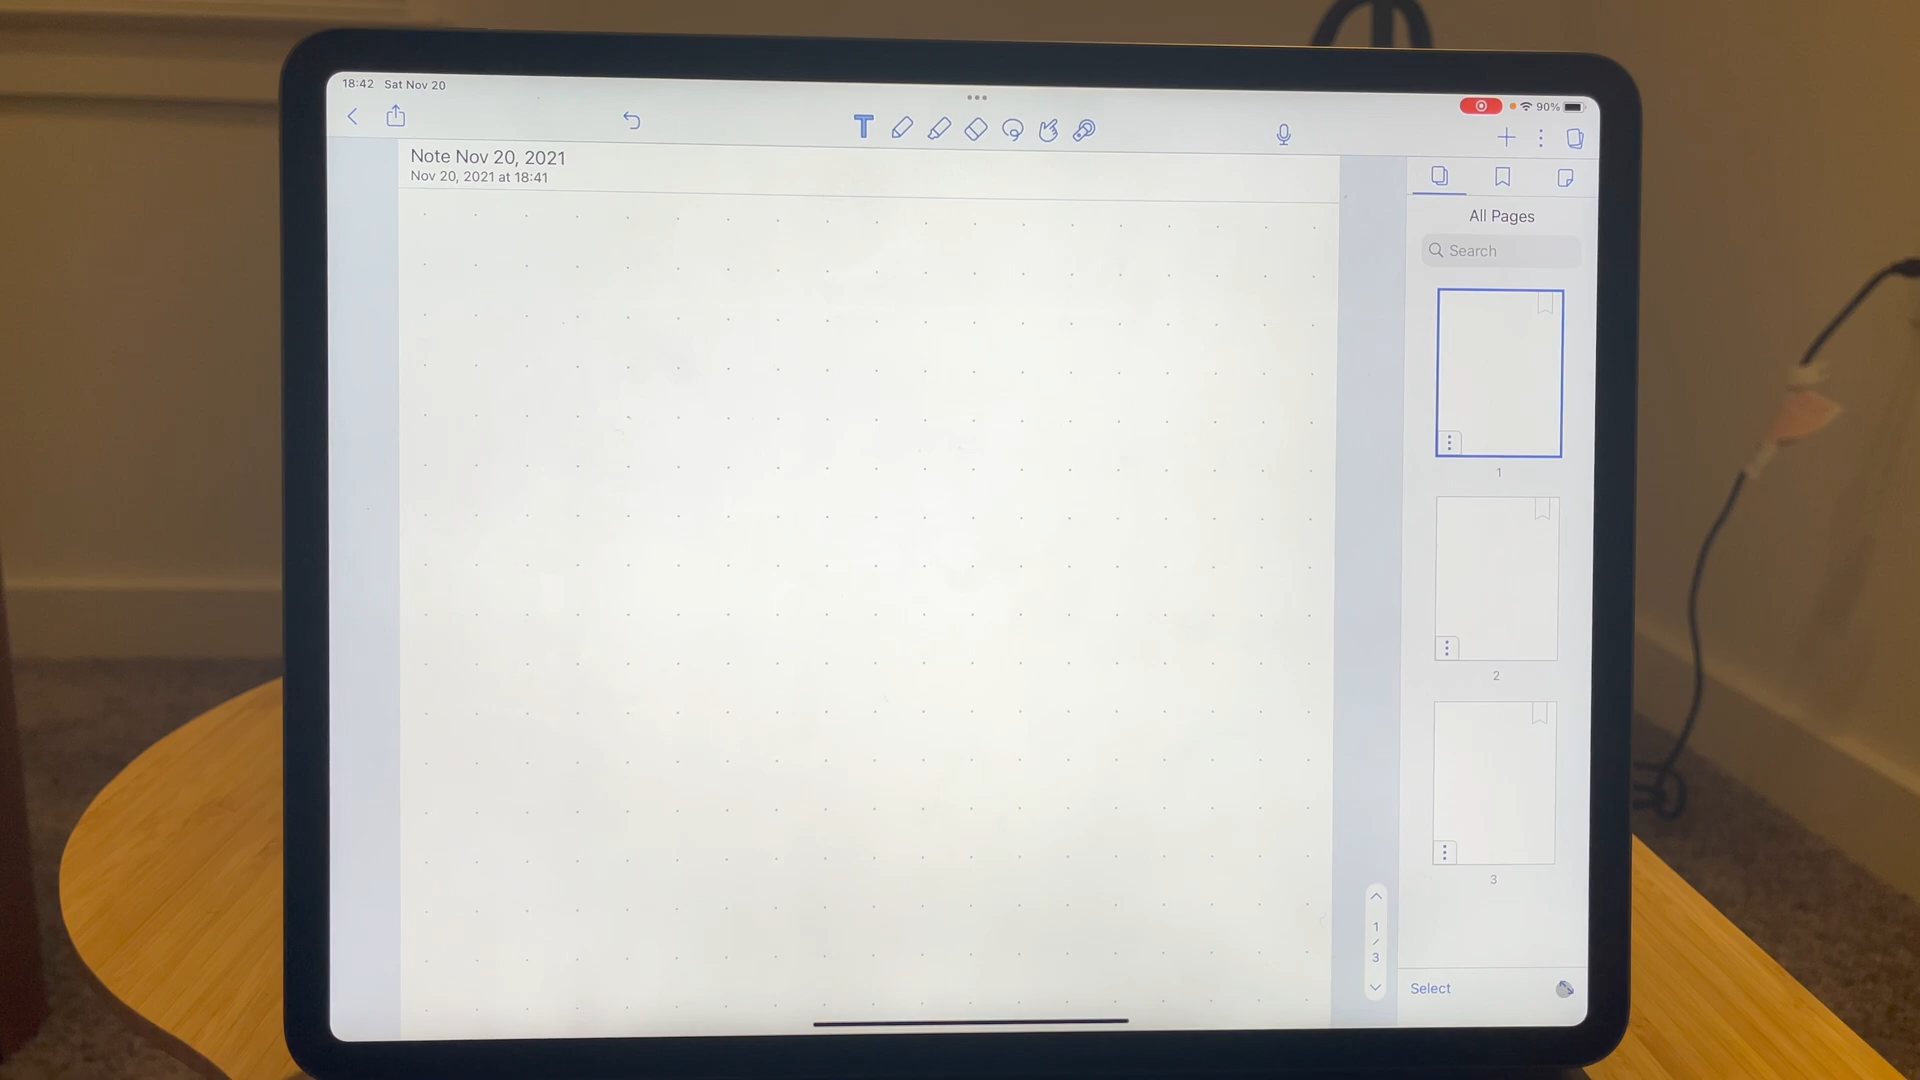 18:42 Sat Nov 20
90%
T
Note Nov 20, 2021
Nov 20, 2021 at 18:41
All Pages
Search
1
2
3
1
/
3
Select